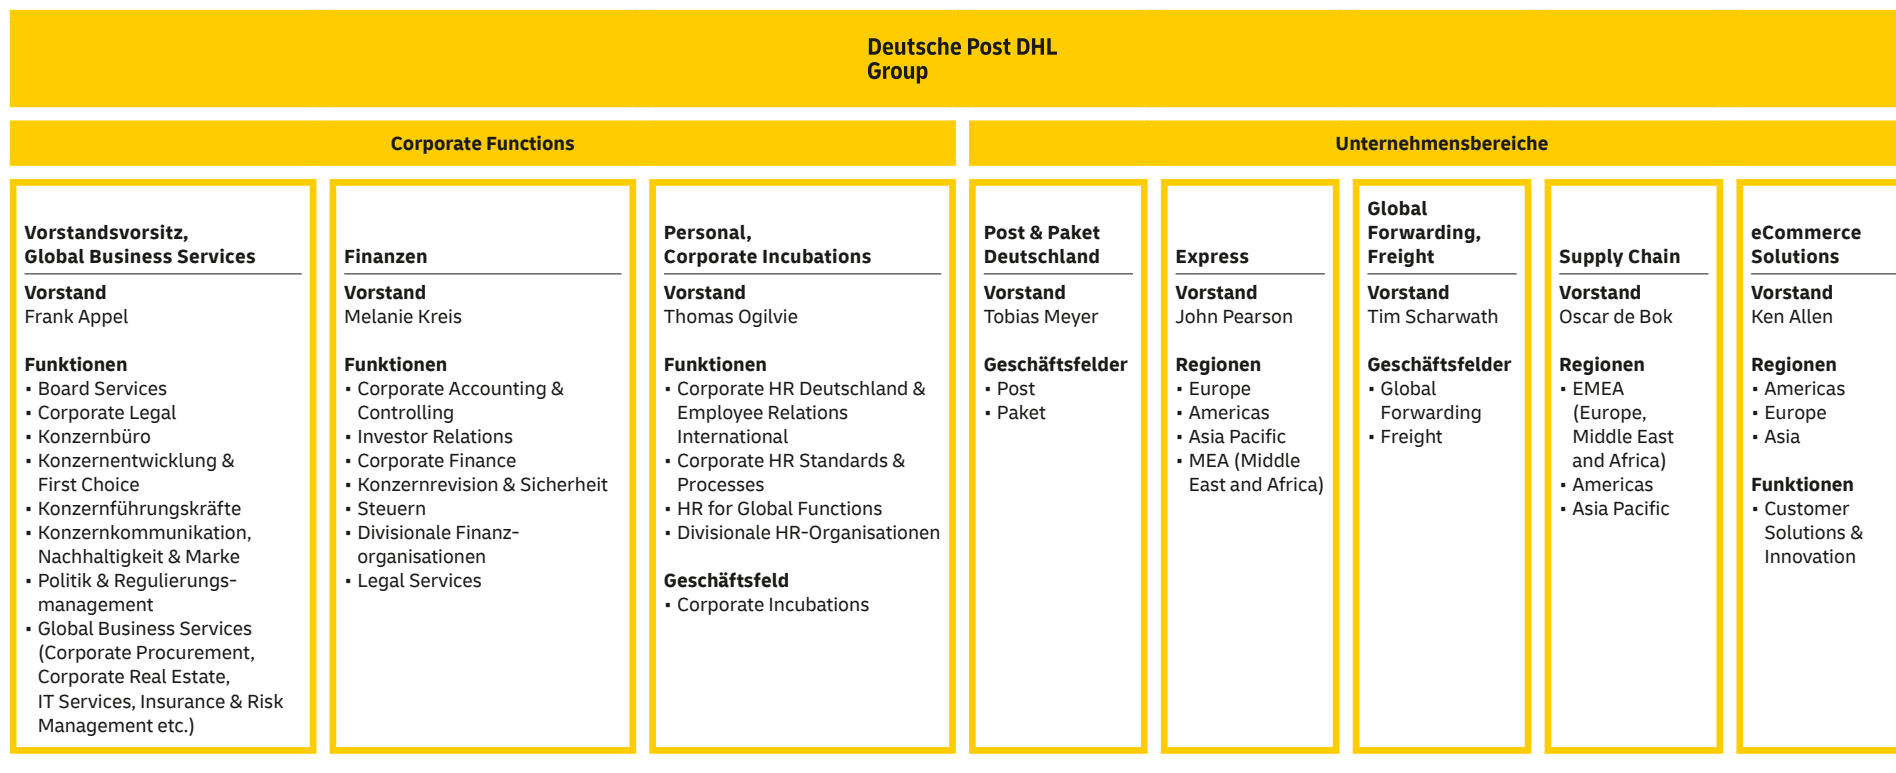 Deutsche Post DHL
Group
Corporate Functions
Unternehmensbereiche
Vorstandsvorsitz,
Global Business Services
Vorstand
Frank Appel
Funktionen
▪ Board Services
▪ Corporate Legal
▪ Konzernbüro
▪ Konzernentwicklung &
First Choice
▪ Konzernführungskräfte
▪ Konzernkommunikation,
Nachhaltigkeit & Marke
▪ Politik & Regulierungs-
management
▪ Global Business Services
(Corporate Procurement,
Corporate Real Estate,
IT Services, Insurance & Risk
Management etc.)
Finanzen
Vorstand
Melanie Kreis
Funktionen
▪ Corporate Accounting &
Controlling
▪ Investor Relations
▪ Corporate Finance
▪ Konzernrevision & Sicherheit
▪ Steuern
▪ Divisionale Finanz-
organisationen
▪ Legal Services
Personal,
Corporate Incubations
Vorstand
Thomas Ogilvie
Funktionen
▪ Corporate HR Deutschland &
Employee Relations
International
▪ Corporate HR Standards &
Processes
▪ HR for Global Functions
▪ Divisionale HR-Organisationen
Geschäftsfeld
▪ Corporate Incubations
Post & Paket
Deutschland
Vorstand
Tobias Meyer
Geschäftsfelder
▪ Post
▪ Paket
Express
Vorstand
John Pearson
Regionen
▪ Europe
▪ Americas
▪ Asia Pacific
▪ MEA (Middle
East and Africa)
Global
Forwarding,
Freight
Vorstand
Tim Scharwath
Geschäftsfelder
▪ Global
Forwarding
▪ Freight
Supply Chain
Vorstand
Oscar de Bok
Regionen
▪ EMEA
(Europe,
Middle East
and Africa)
▪ Americas
▪ Asia Pacific
eCommerce
Solutions
Vorstand
Ken Allen
Regionen
▪ Americas
▪ Europe
▪ Asia
Funktionen
▪ Customer
Solutions &
Innovation